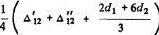 1/4 ( Δ′₁₂ + Δ″₁₂ + (2d₁ + 6d₂)/3 )